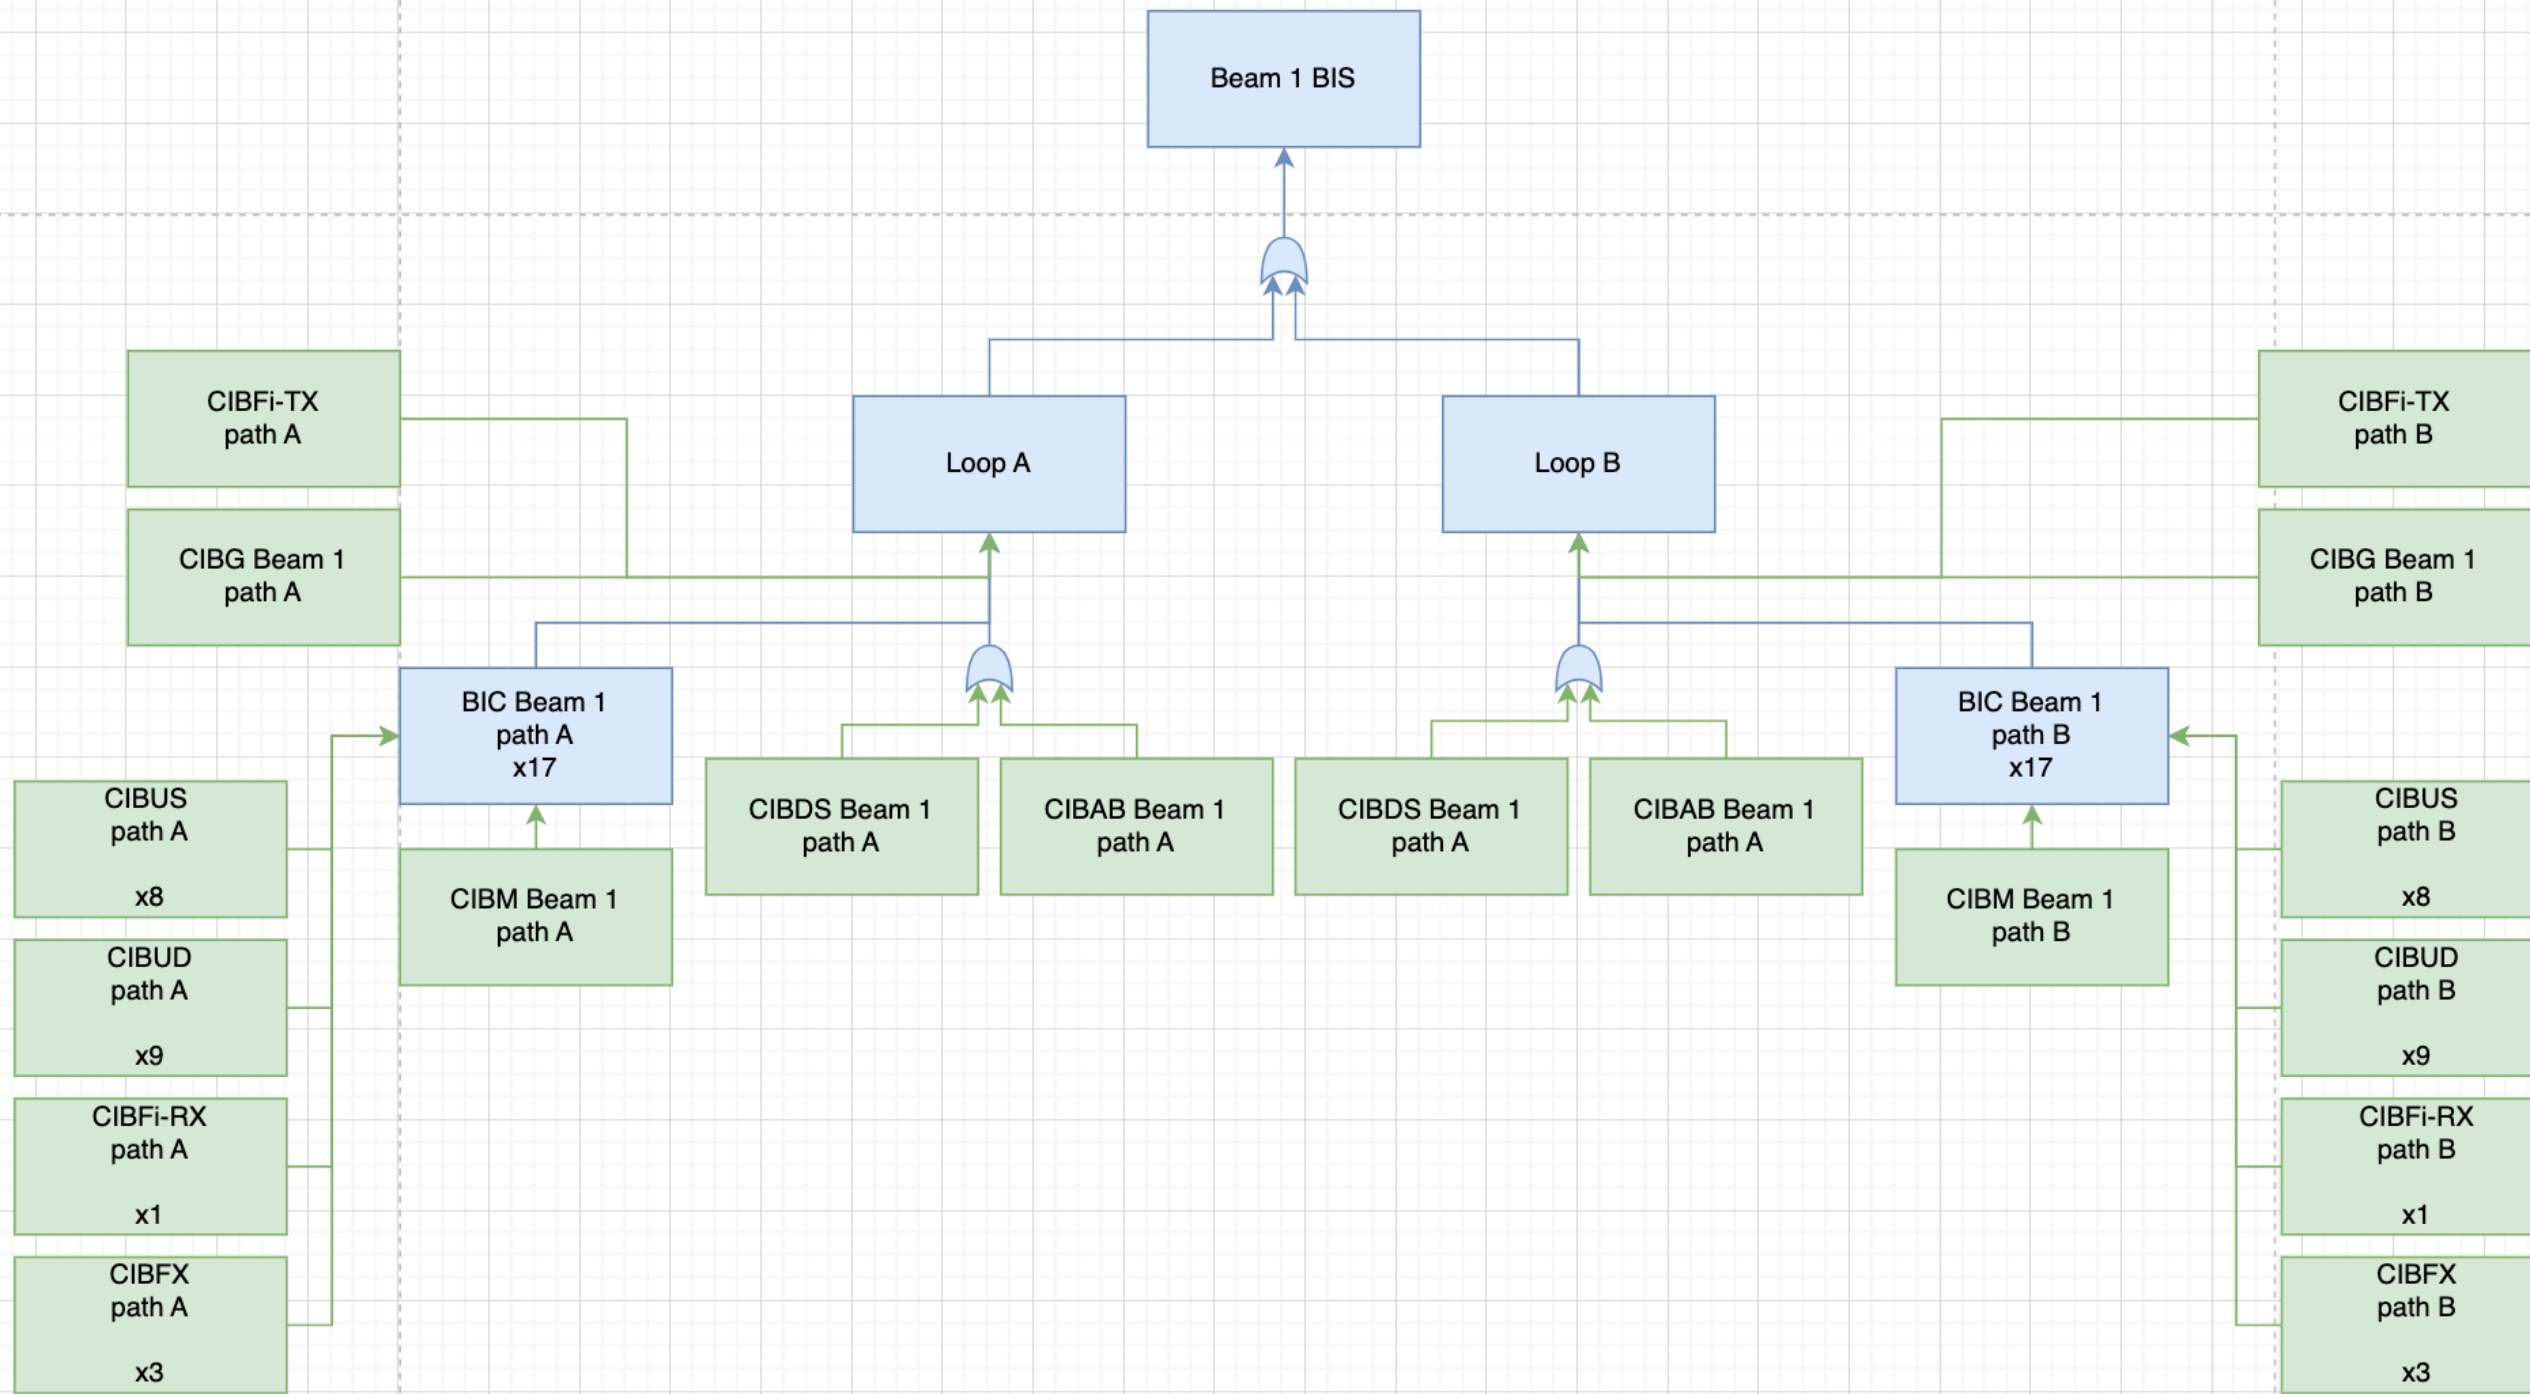 Beam 1 BIS
CIBFi-TX
path A
CIBG Beam 1
path A
Loop A
Loop B
CIBFi-TX
path B
CIBG Beam 1
path B
BIC Beam 1
path A
x17
CIBUS
path A
x8
CIBUD
path A
x9
CIBFi-RX
path A
x1
CIBFX
path A
x3
CIBM Beam 1
path A
CIBDS Beam 1
path A
CIBAB Beam 1
path A
CIBDS Beam 1
path A
CIBAB Beam 1
path A
BIC Beam 1
path B
x17
CIBM Beam 1
path B
CIBUS
path B
x8
CIBUD
path B
x9
CIBFi-RX
path B
x1
CIBFX
path B
x3